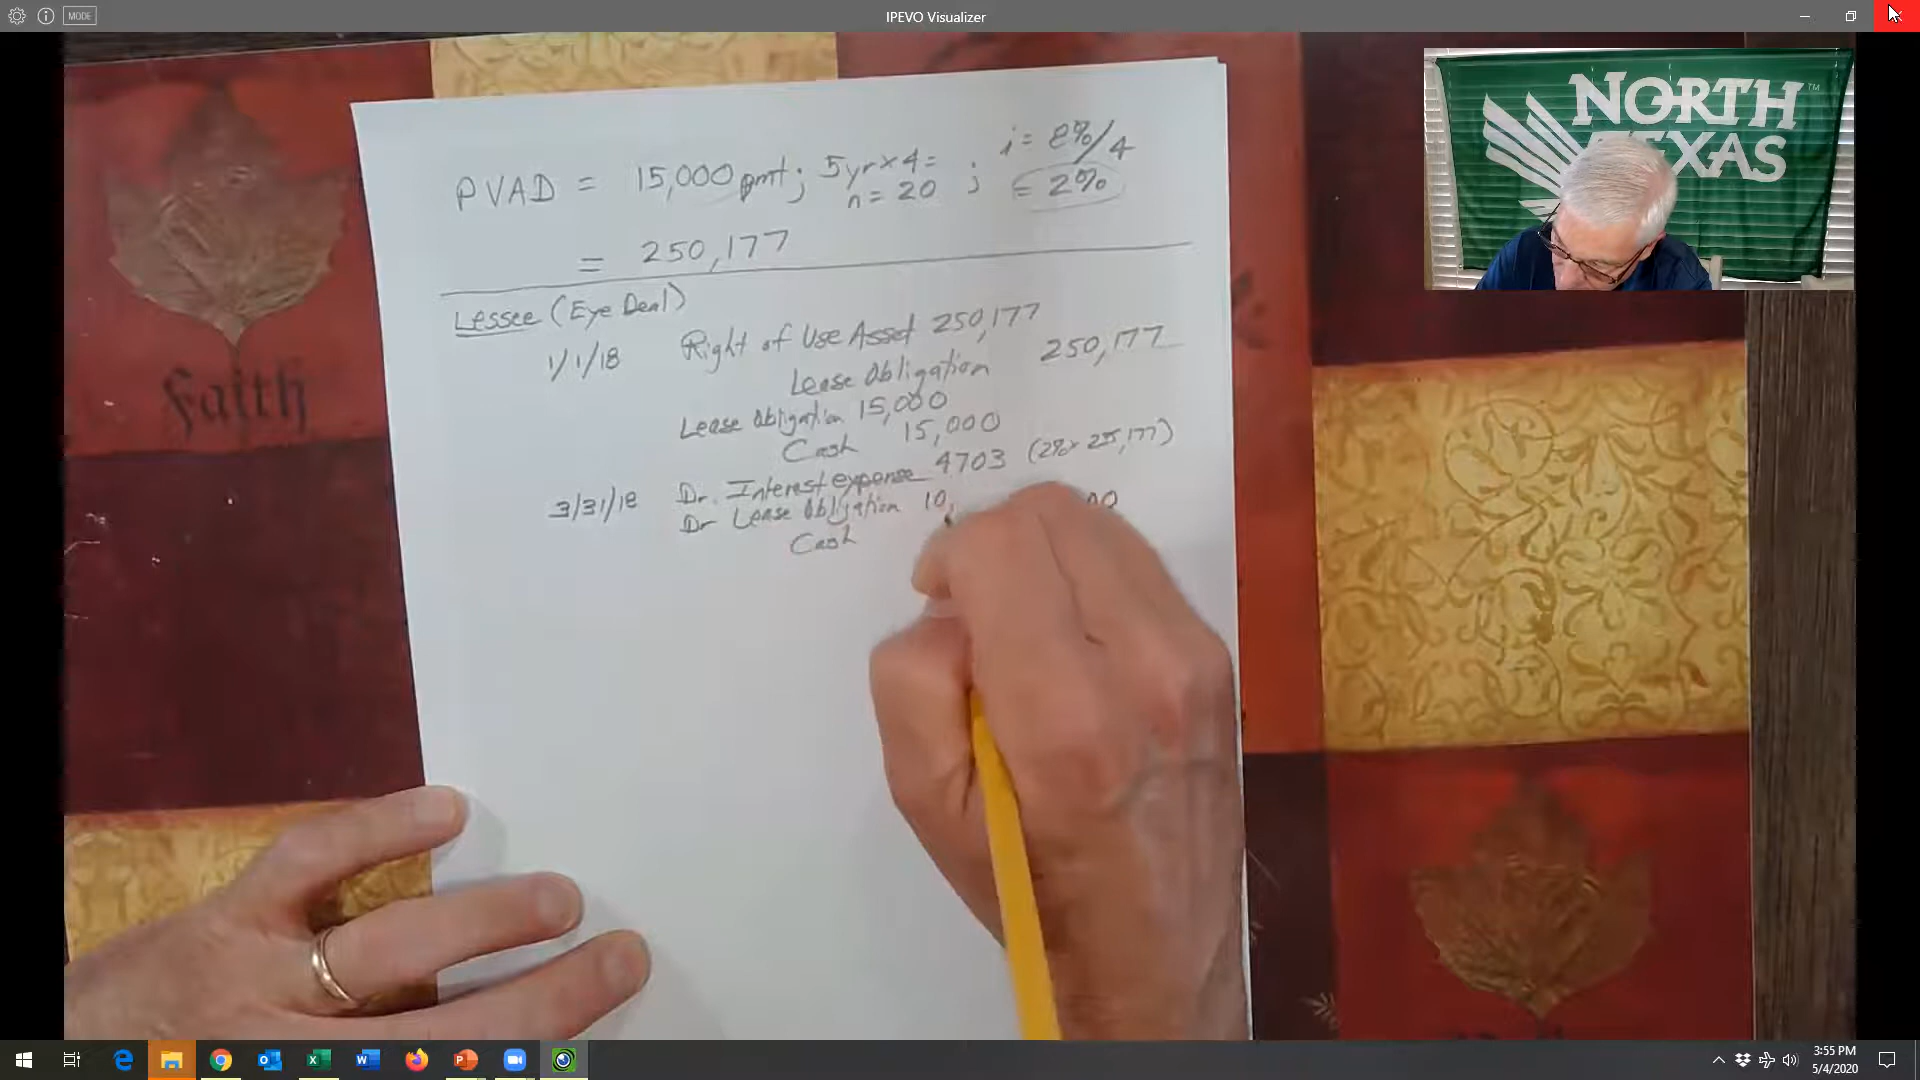 MODE
IPEVO Visualizer
NORTH TEXAS ™
PVAD = 15,000 pmt; 5yr × 4 = n = 20 ; i = 8%/4 = 2%
= 250,177
Lessee (Eye Deal)
1/1/18 Right of Use Asset 250,177
Lease Obligation 250,177
Lease Obligation 15,000
Cash 15,000
3/31/18 Dr. Interest expense 4703 (2% × 235,177)
Dr Lease Obligation 10,
Cash 00
Faith
3:55 PM
5/4/2020